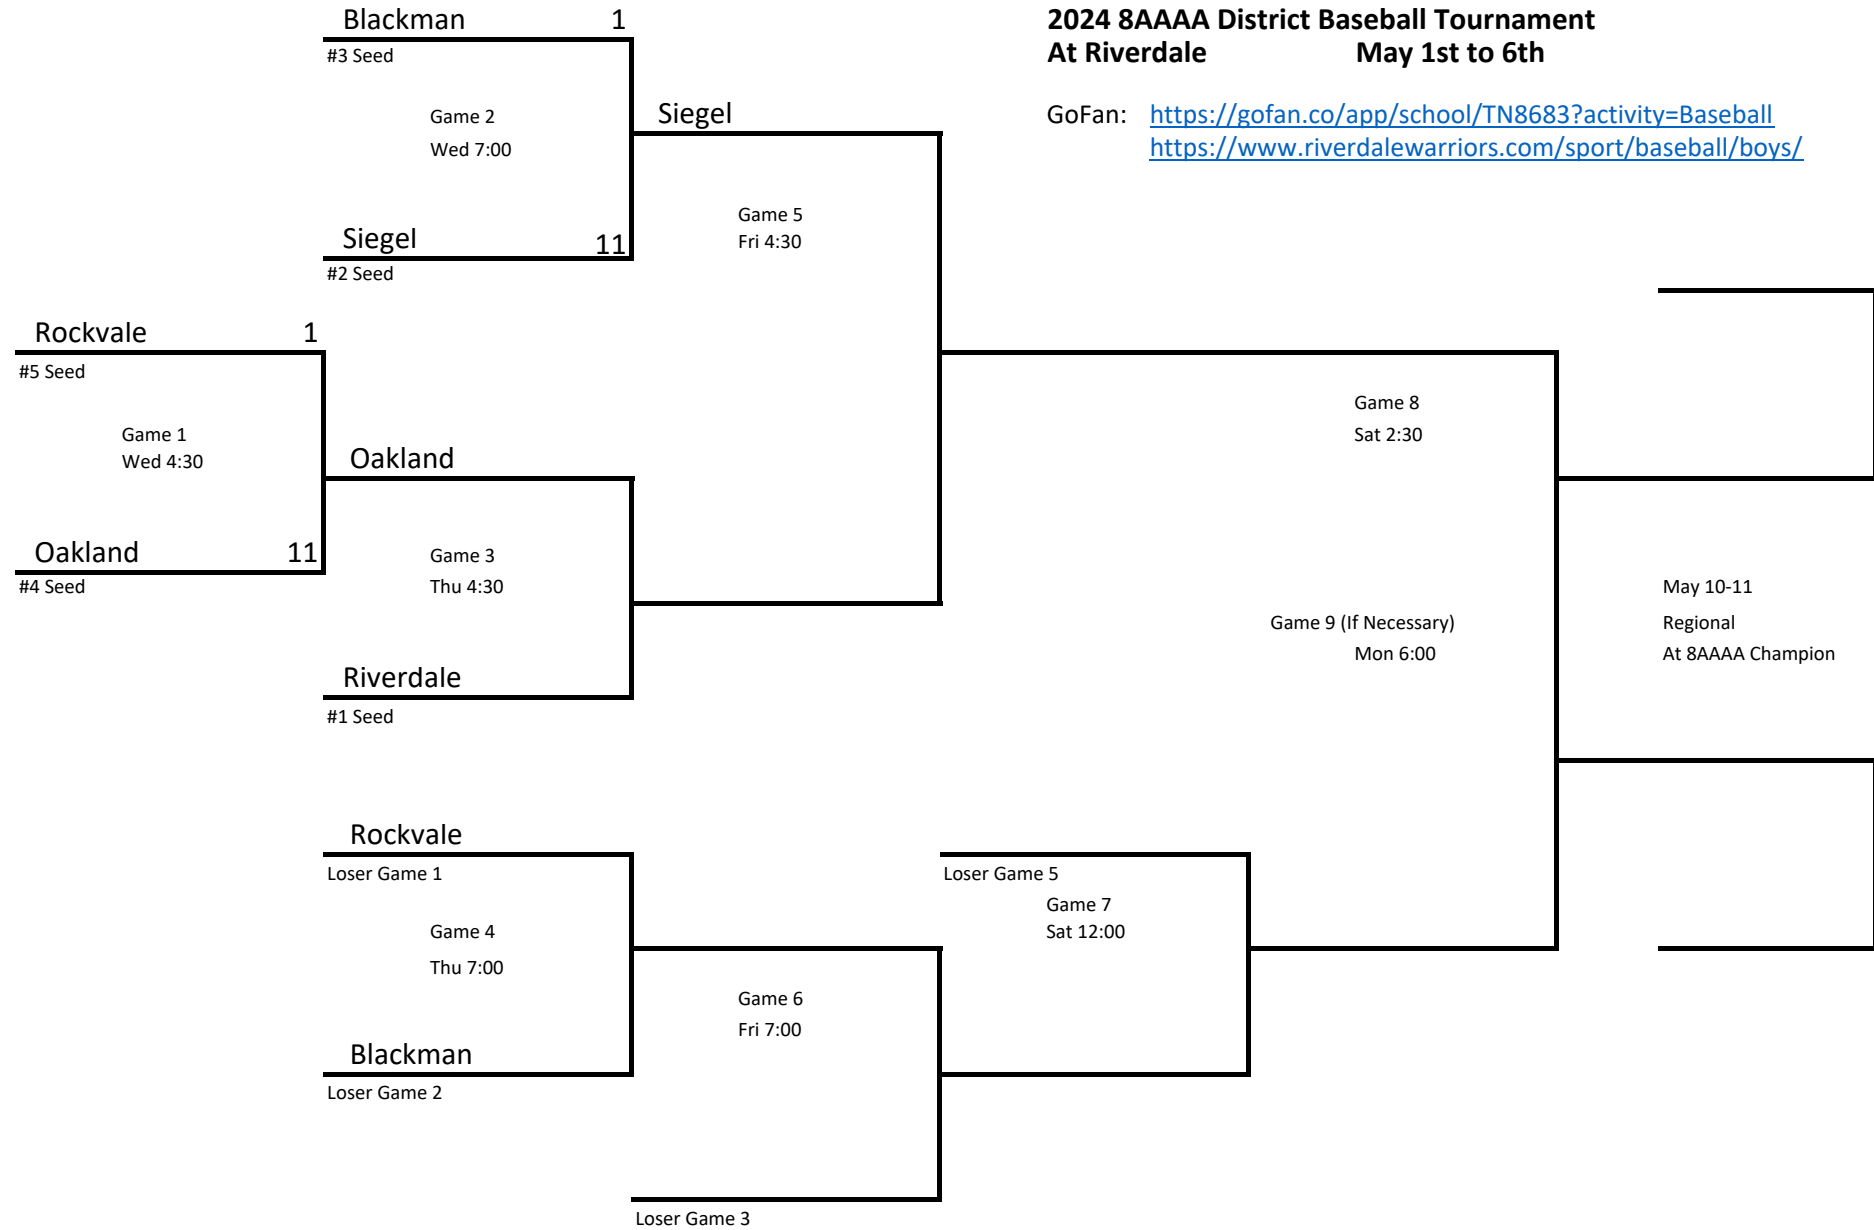 Blackman 1
#3 Seed
2024 8AAAA District Baseball Tournament
At Riverdale May 1st to 6th
GoFan: https://gofan.co/app/school/TN8683?activity=Baseball
https://www.riverdalewarriors.com/sport/baseball/boys/
Game 2
Wed 7:00
Siegel
Siegel 11
#2 Seed
Game 5
Fri 4:30
Rockvale 1
#5 Seed
Game 1
Wed 4:30
Oakland
Oakland 11
#4 Seed
Game 3
Thu 4:30
Riverdale
#1 Seed
Game 8
Sat 2:30
Game 9 (If Necessary)
Mon 6:00
May 10-11
Regional
At 8AAAA Champion
Rockvale
Loser Game 1
Game 4
Thu 7:00
Blackman
Loser Game 2
Loser Game 5
Game 7
Sat 12:00
Game 6
Fri 7:00
Loser Game 3